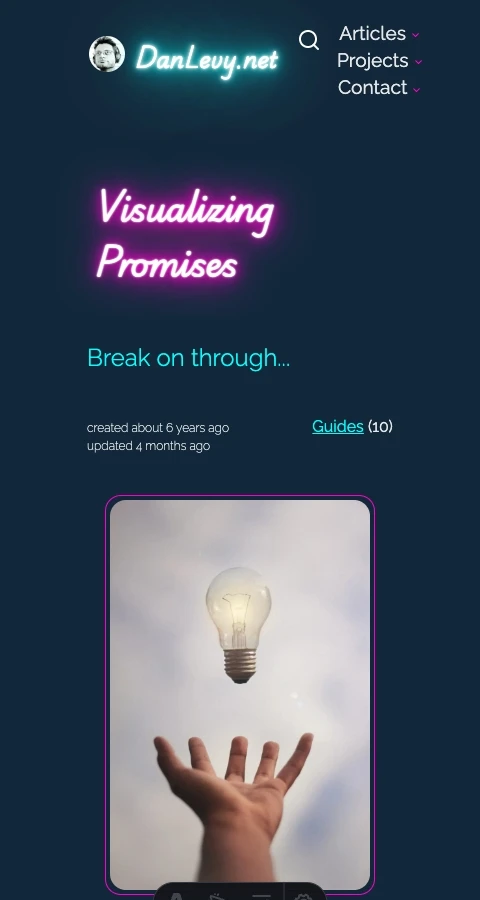 DanLevy.net
Articles
Projects
Contact
Visualizing
Promises
Break on through...
created about 6 years ago
updated 4 months ago
Guides (10)